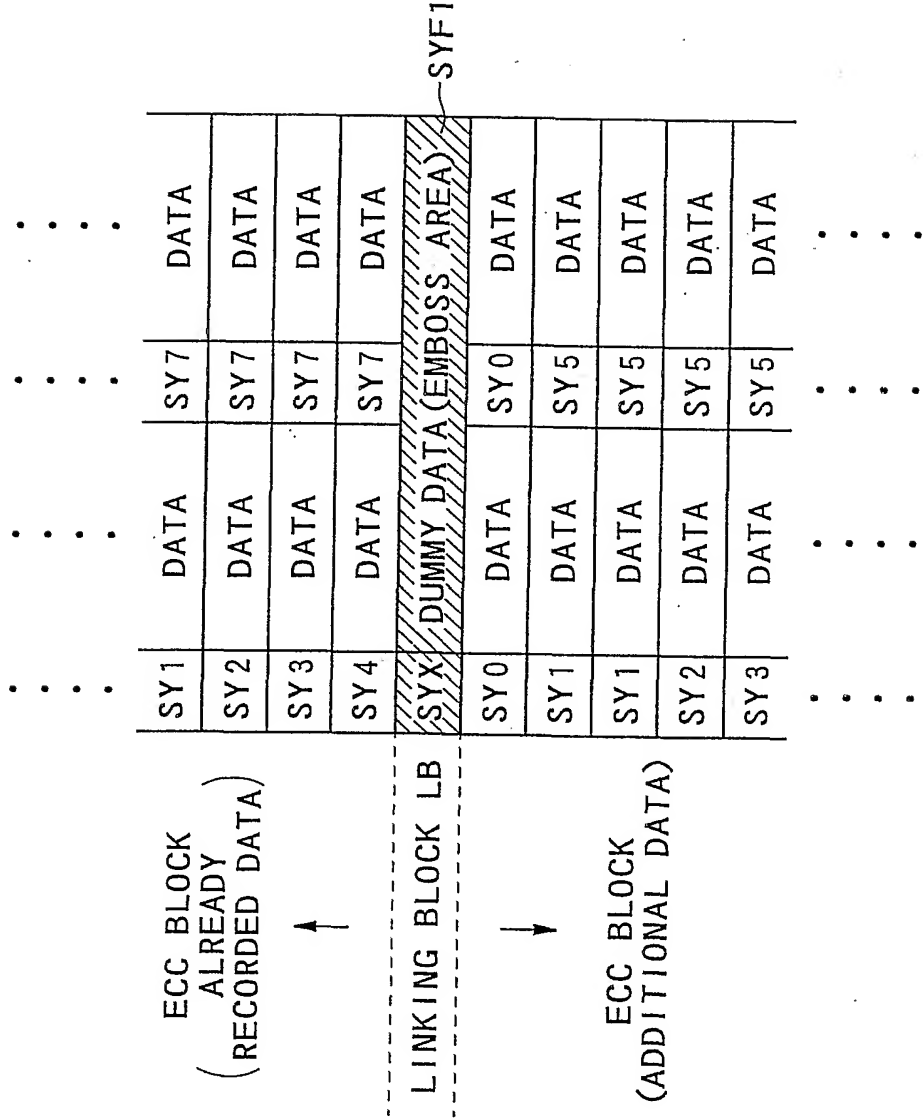 SY1 DATA SY7 DATA
SY2 DATA SY7 DATA
SY3 DATA SY7 DATA
SY4 DATA SY7 DATA
SYX DUMMY DATA(EMBOSS AREA)
SYF1
SY0 DATA SY0 DATA
SY1 DATA SY5 DATA
SY1 DATA SY5 DATA
SY2 DATA SY5 DATA
SY3 DATA SY5 DATA
ECC BLOCK
(ALREADY
RECORDED DATA)
LINKING BLOCK LB
ECC BLOCK
(ADDITIONAL DATA)